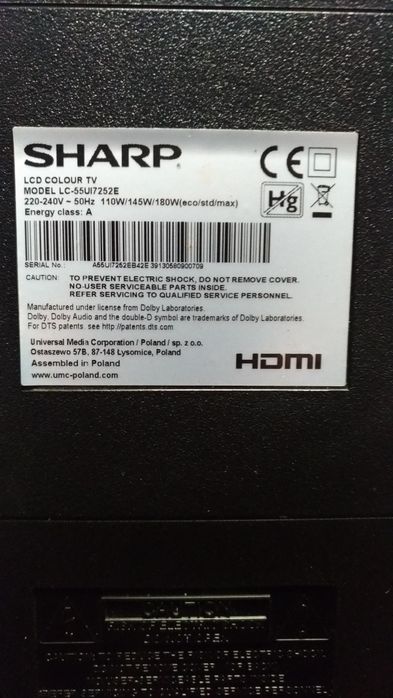 SHARP
LCD COLOUR TV
MODEL LC-55UI7252E
220-240V ~ 50Hz 110W/145W/180W(eco/std/max)
Energy class: A
Hg
SERIAL No.: A55UI7252EB42E 39130580900709
CAUTION: TO PREVENT ELECTRIC SHOCK, DO NOT REMOVE COVER.
NO-USER SERVICEABLE PARTS INSIDE.
REFER SERVICING TO QUALIFIED SERVICE PERSONNEL.
Manufactured under license from Dolby Laboratories.
Dolby, Dolby Audio and the double-D symbol are trademarks of Dolby Laboratories.
For DTS patents, see http://patents.dts.com
Universal Media Corporation / Poland / sp. z o.o.
Ostaszewo 57B, 87-148 Łysomice, Poland
Assembled in Poland
www.umc-poland.com
HDMI
CAUTION